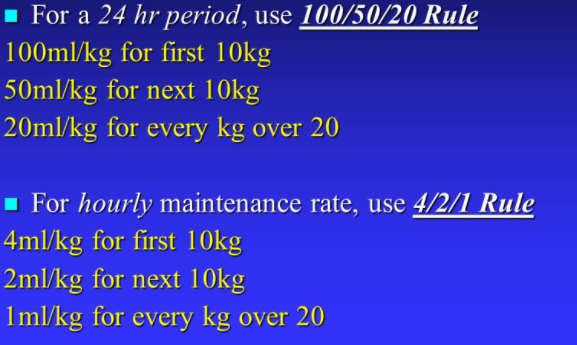 For a 24 hr period, use 100/50/20 Rule
100ml/kg for first 10kg
50ml/kg for next 10kg
20ml/kg for every kg over 20
For hourly maintenance rate, use 4/2/1 Rule
4ml/kg for first 10kg
2ml/kg for next 10kg
1ml/kg for every kg over 20